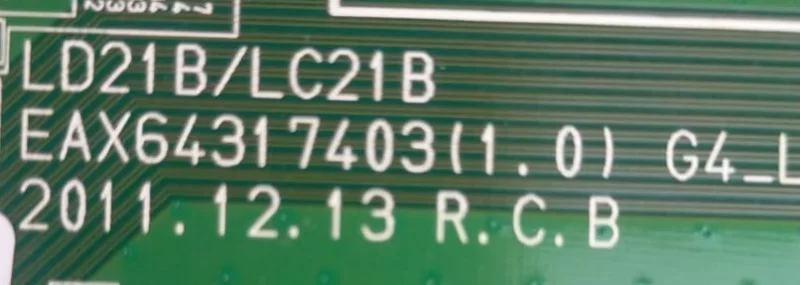 LD21B/LC21B
EAX64317403(1.0) G4_L
2011.12.13 R.C.B